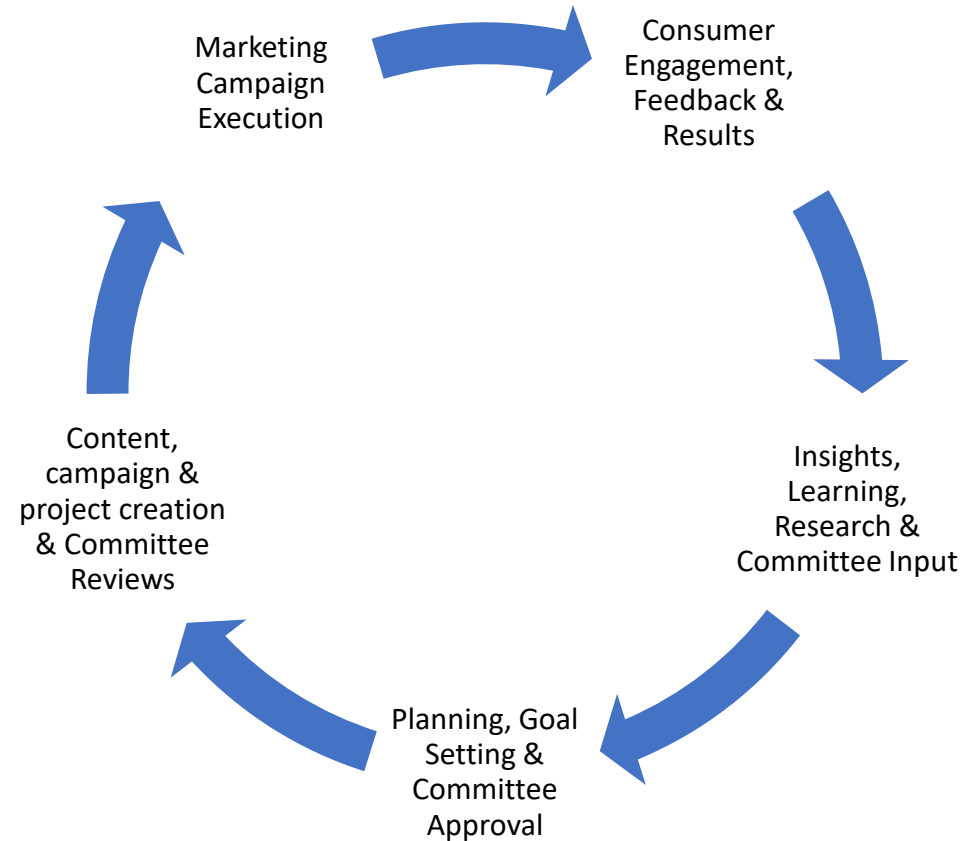 Marketing
Campaign
Execution
Consumer
Engagement,
Feedback &
Results
Insights,
Learning,
Research &
Committee Input
Planning, Goal
Setting &
Committee
Approval
Content,
campaign &
project creation
& Committee
Reviews